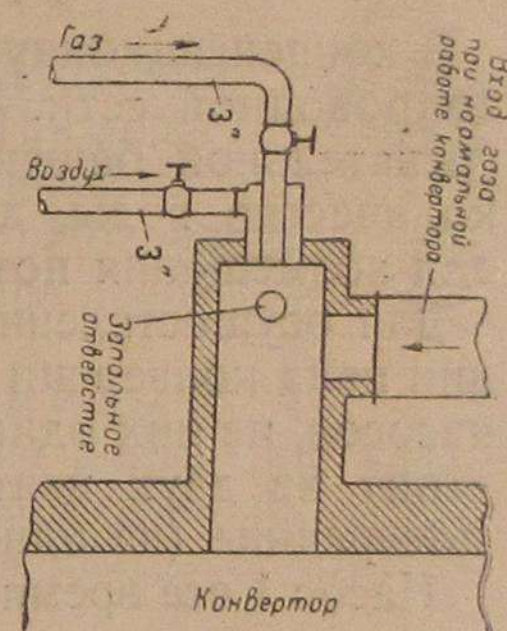 Газ
3"
Воздух
3"
Вход газа
при нормальной
работе конвертора
Запальное
отверстие
Конвертор